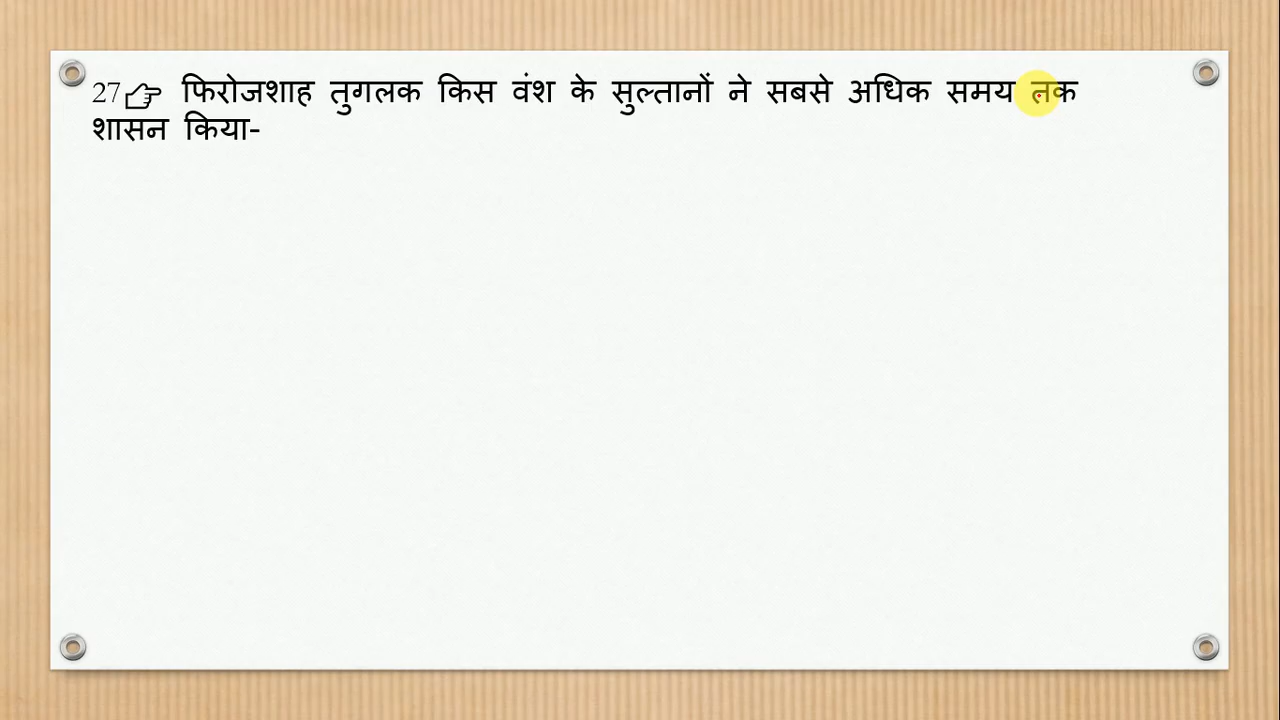 27👉 फिरोजशाह तुगलक किस वंश के सुल्तानों ने सबसे अधिक समय तक
शासन किया-